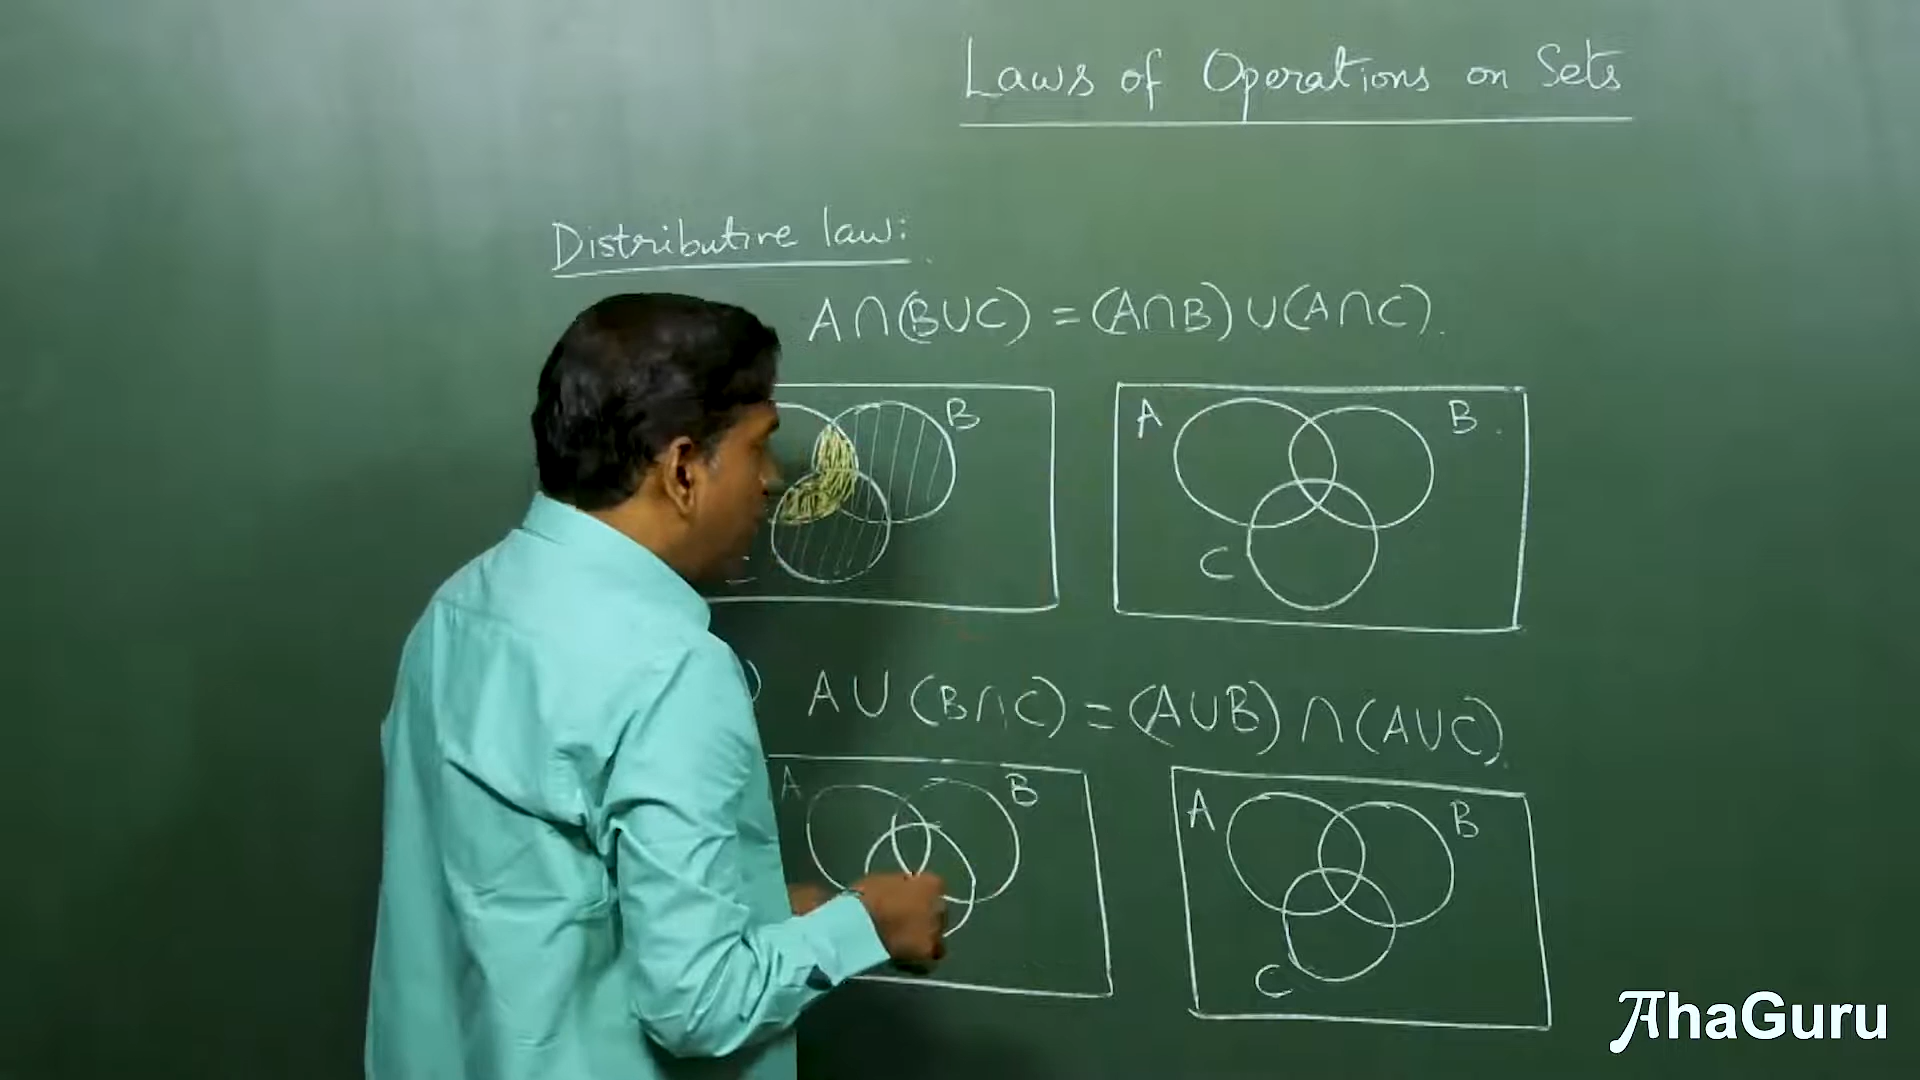 Laws of Operations on Sets
Distributive law:
A∩(B∪C) = (A∩B)∪(A∩C).
B
A B
C
A∪(B∩C) = (A∪B)∩(A∪C).
A B
A B
C
AhaGuru